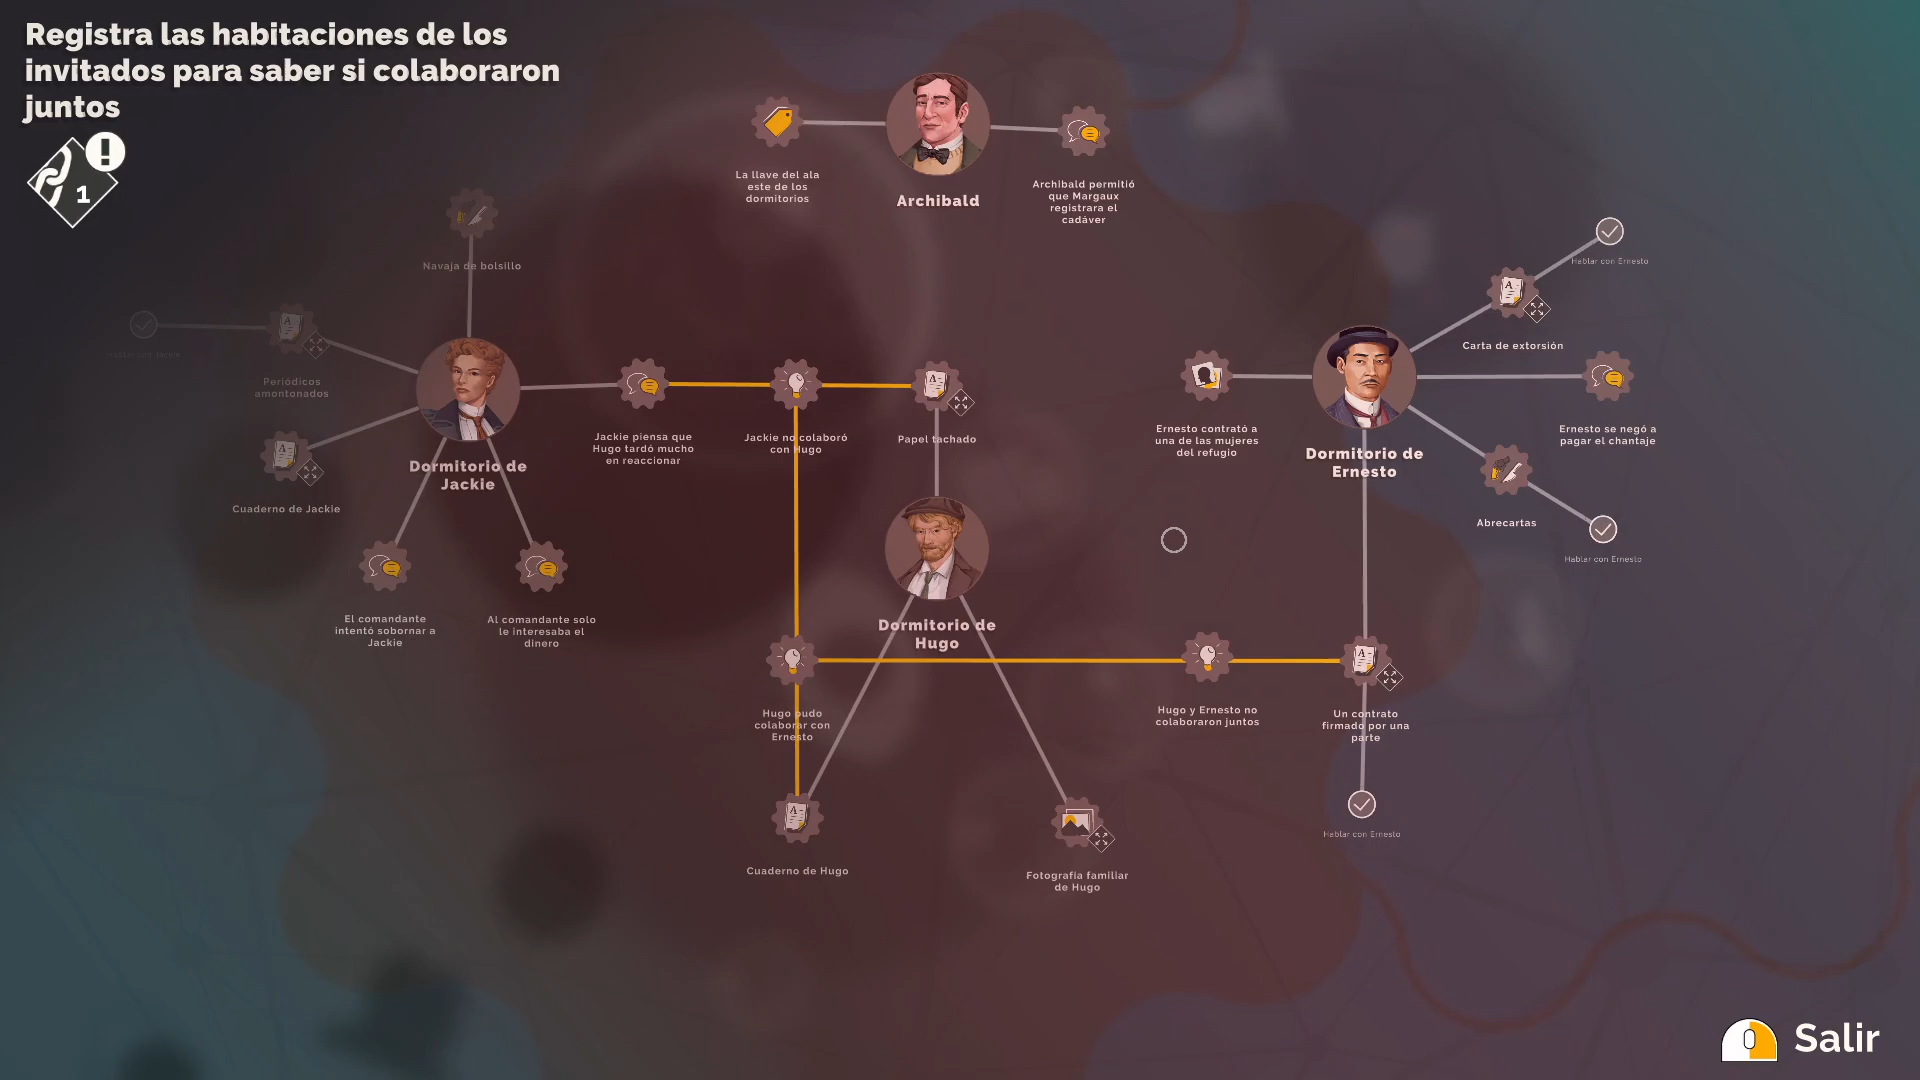 Registra las habitaciones de los
invitados para saber si colaboraron
juntos
1
La llave del ala
este de los
dormitorios
Archibald
Archibald permitió
que Margaux
registrara el
cadáver
Navaja de bolsillo
Hablar con Ernesto
Periódicos
amontonados
Carta de extorsión
Jackie piensa que
Hugo tardó mucho
en reaccionar
Jackie no colaboró
con Hugo
Papel tachado
Ernesto contrató a
una de las mujeres
del refugio
Dormitorio de
Ernesto
Ernesto se negó a
pagar el chantaje
Dormitorio de
Jackie
Cuaderno de Jackie
Abrecartas
Hablar con Ernesto
El comandante
intentó sobornar a
Jackie
Al comandante solo
le interesaba el
dinero
Dormitorio de
Hugo
Hugo pudo
colaborar con
Ernesto
Hugo y Ernesto no
colaboraron juntos
Un contrato
firmado por una
parte
Hablar con Ernesto
Cuaderno de Hugo
Fotografía familiar
de Hugo
Salir